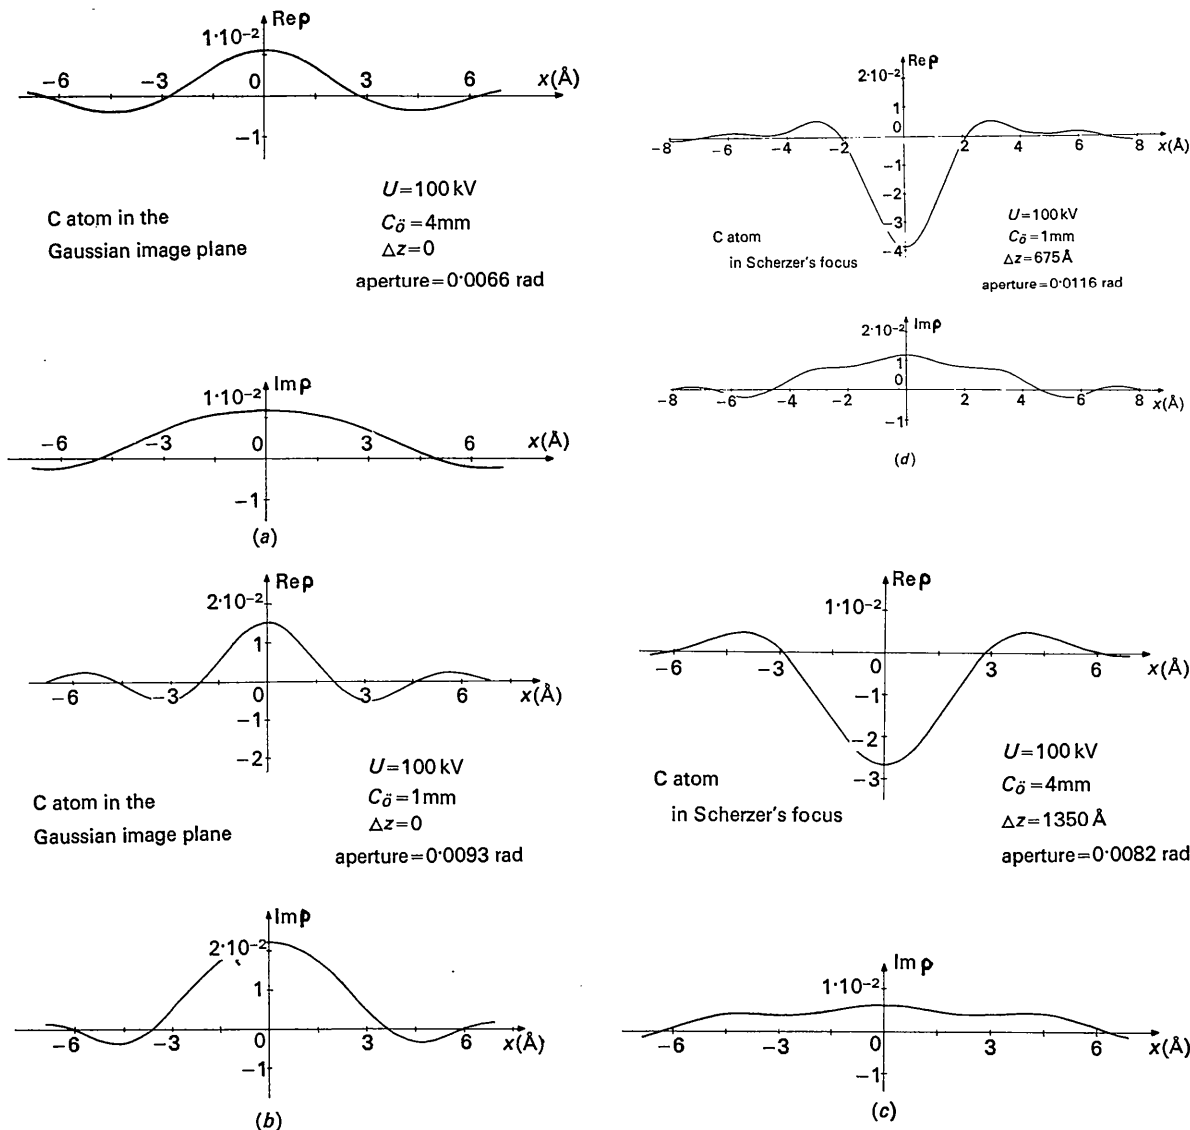 Re ρ
1·10⁻²
−6 −3 0 3 6 x(Å)
−1
C atom in the
Gaussian image plane
U=100 kV
Cö=4mm
△z=0
aperture=0·0066 rad
Im ρ
1·10⁻²
−6 −3 0 3 6 x(Å)
−1
(a)
Re ρ
2·10⁻²
1
−6 −3 0 3 6 x(Å)
−1
−2
C atom in the
Gaussian image plane
U=100 kV
Cö=1mm
△z=0
aperture=0·0093 rad
Im ρ
2·10⁻²
1
−6 −3 0 3 6 x(Å)
−1
(b)
Re ρ
2·10⁻²
1
0
−8 −6 −4 −2 2 4 6 8 x(Å)
−1
−2
−3
−4
C atom
in Scherzer's focus
U=100 kV
Cö=1mm
△z=675 Å
aperture=0·0116 rad
Im ρ
2·10⁻²
1
0
−8 −6 −4 −2 2 4 6 8 x(Å)
−1
(d)
Re ρ
1·10⁻²
−6 −3 0 3 6 x(Å)
−1
−2
−3
C atom
in Scherzer's focus
U=100 kV
Cö=4mm
△z=1350 Å
aperture=0·0082 rad
Im ρ
1·10⁻²
−6 −3 0 3 6 x(Å)
−1
(c)